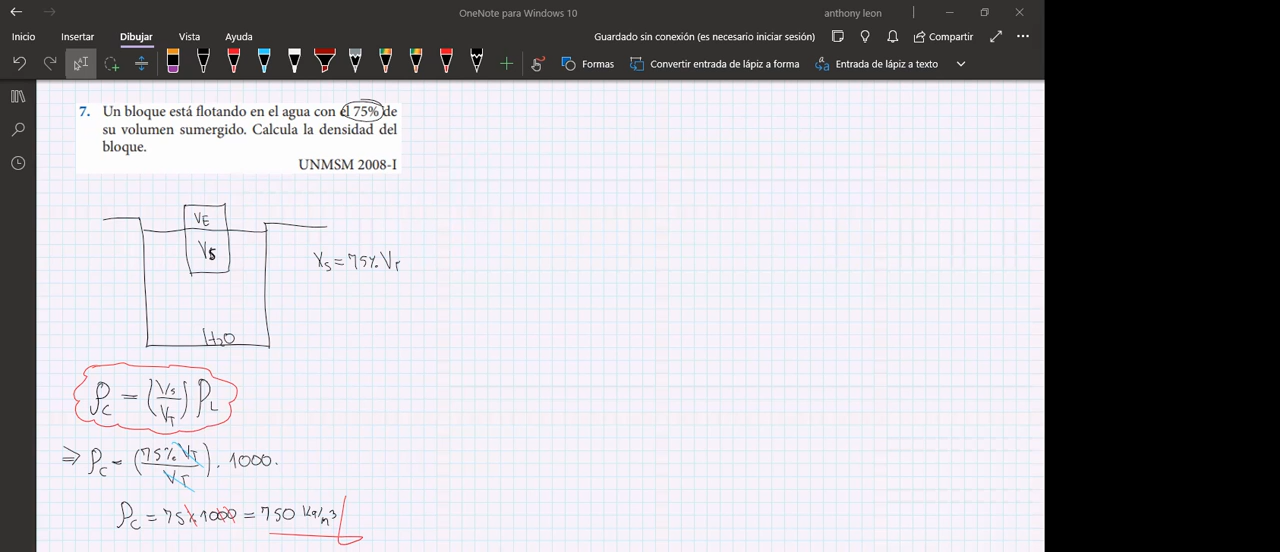 OneNote para Windows 10
anthony leon
Inicio Insertar Dibujar Vista Ayuda
Guardado sin conexión (es necesario iniciar sesión) Compartir
Formas Convertir entrada de lápiz a forma Entrada de lápiz a texto
7. Un bloque está flotando en el agua con el 75% de
su volumen sumergido. Calcula la densidad del
bloque.
UNMSM 2008-I
VE
VS
VS = 75% VT
H2O
ρC = (VS/VT) ρL
⇒ ρC = (75% VT/VT) . 1000.
ρC = 75% 1000 = 750 kg/m³